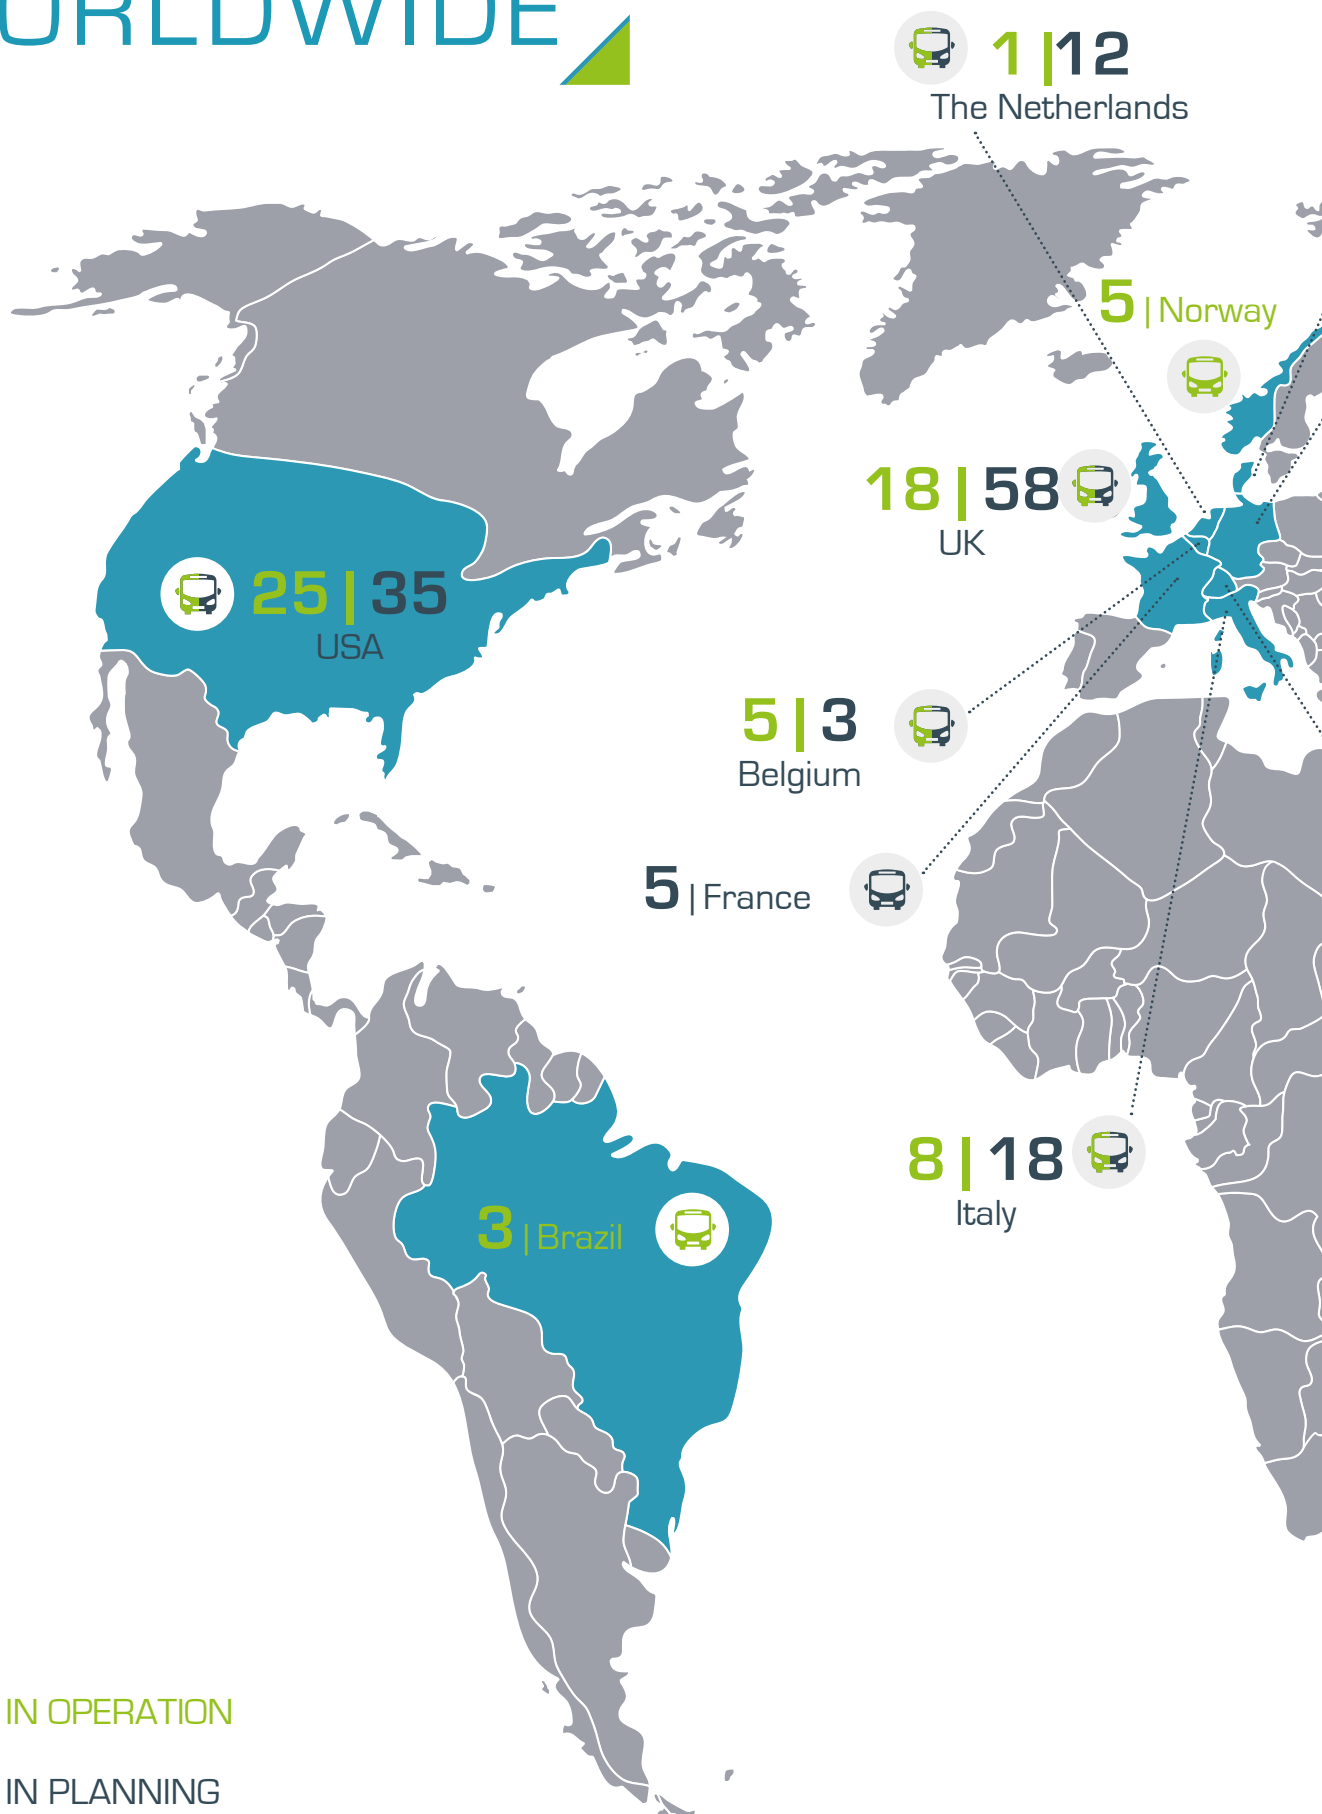 ORLDWIDE
1 | 12
The Netherlands
5 | Norway
18 | 58
UK
25 | 35
USA
5 | 3
Belgium
5 | France
8 | 18
Italy
3 | Brazil
IN OPERATION
IN PLANNING